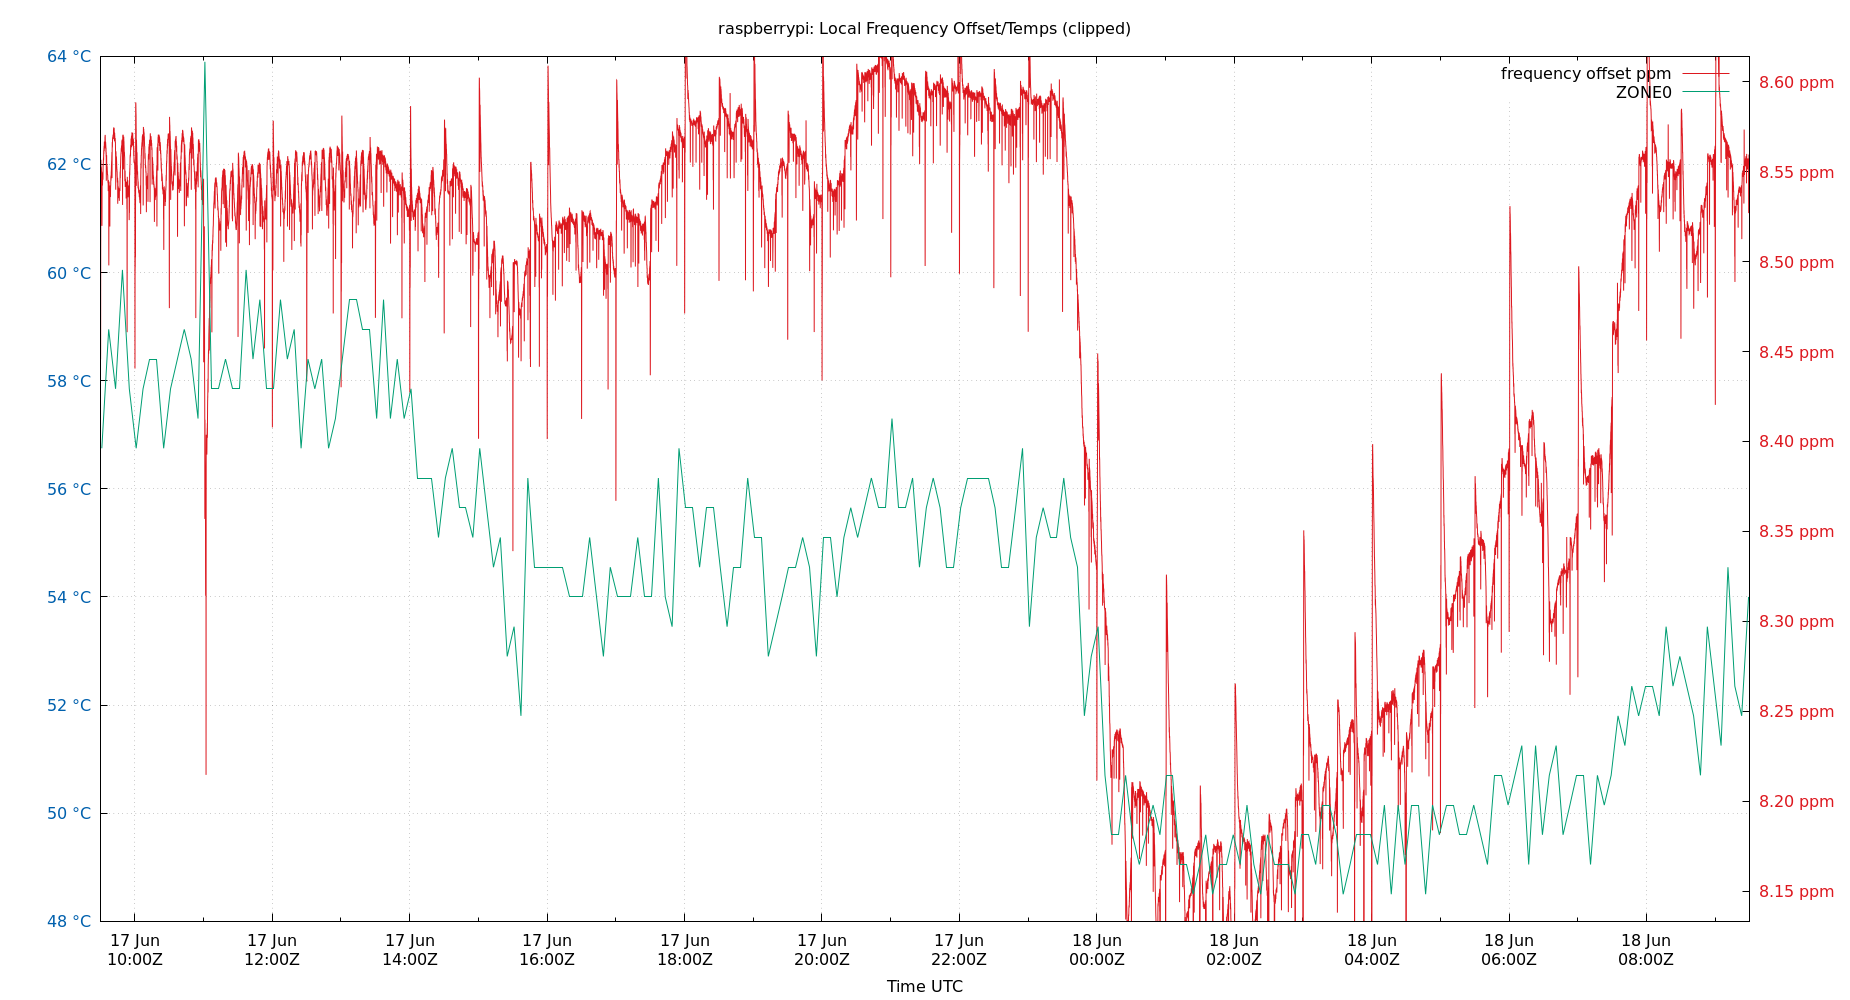 raspberrypi: Local Frequency Offset/Temps (clipped)
frequency offset ppm
ZONE0
64 °C
62 °C
60 °C
58 °C
56 °C
54 °C
52 °C
50 °C
48 °C
8.60 ppm
8.55 ppm
8.50 ppm
8.45 ppm
8.40 ppm
8.35 ppm
8.30 ppm
8.25 ppm
8.20 ppm
8.15 ppm
17 Jun
10:00Z
17 Jun
12:00Z
17 Jun
14:00Z
17 Jun
16:00Z
17 Jun
18:00Z
17 Jun
20:00Z
17 Jun
22:00Z
18 Jun
00:00Z
18 Jun
02:00Z
18 Jun
04:00Z
18 Jun
06:00Z
18 Jun
08:00Z
Time UTC